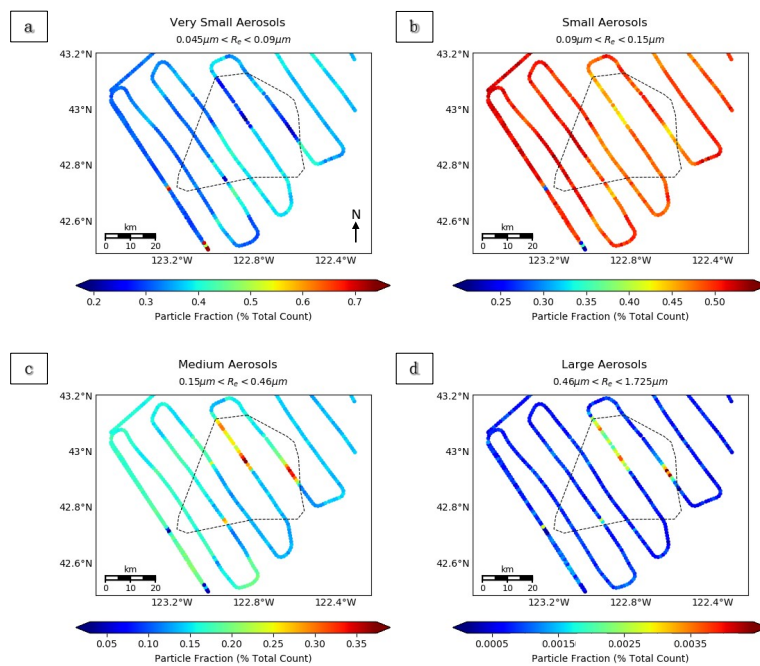 a
Very Small Aerosols
0.045μm < Rₑ < 0.09μm
43.2°N
43°N
42.8°N
42.6°N
N
km
0 10 20
123.2°W 122.8°W 122.4°W
0.2 0.3 0.4 0.5 0.6 0.7
Particle Fraction (% Total Count)
b
Small Aerosols
0.09μm < Rₑ < 0.15μm
43.2°N
43°N
42.8°N
42.6°N
km
0 10 20
123.2°W 122.8°W 122.4°W
0.25 0.30 0.35 0.40 0.45 0.50
Particle Fraction (% Total Count)
c
Medium Aerosols
0.15μm < Rₑ < 0.46μm
43.2°N
43°N
42.8°N
42.6°N
km
0 10 20
123.2°W 122.8°W 122.4°W
0.05 0.10 0.15 0.20 0.25 0.30 0.35
Particle Fraction (% Total Count)
d
Large Aerosols
0.46μm < Rₑ < 1.725μm
43.2°N
43°N
42.8°N
42.6°N
km
0 10 20
123.2°W 122.8°W 122.4°W
0.0005 0.0015 0.0025 0.0035
Particle Fraction (% Total Count)